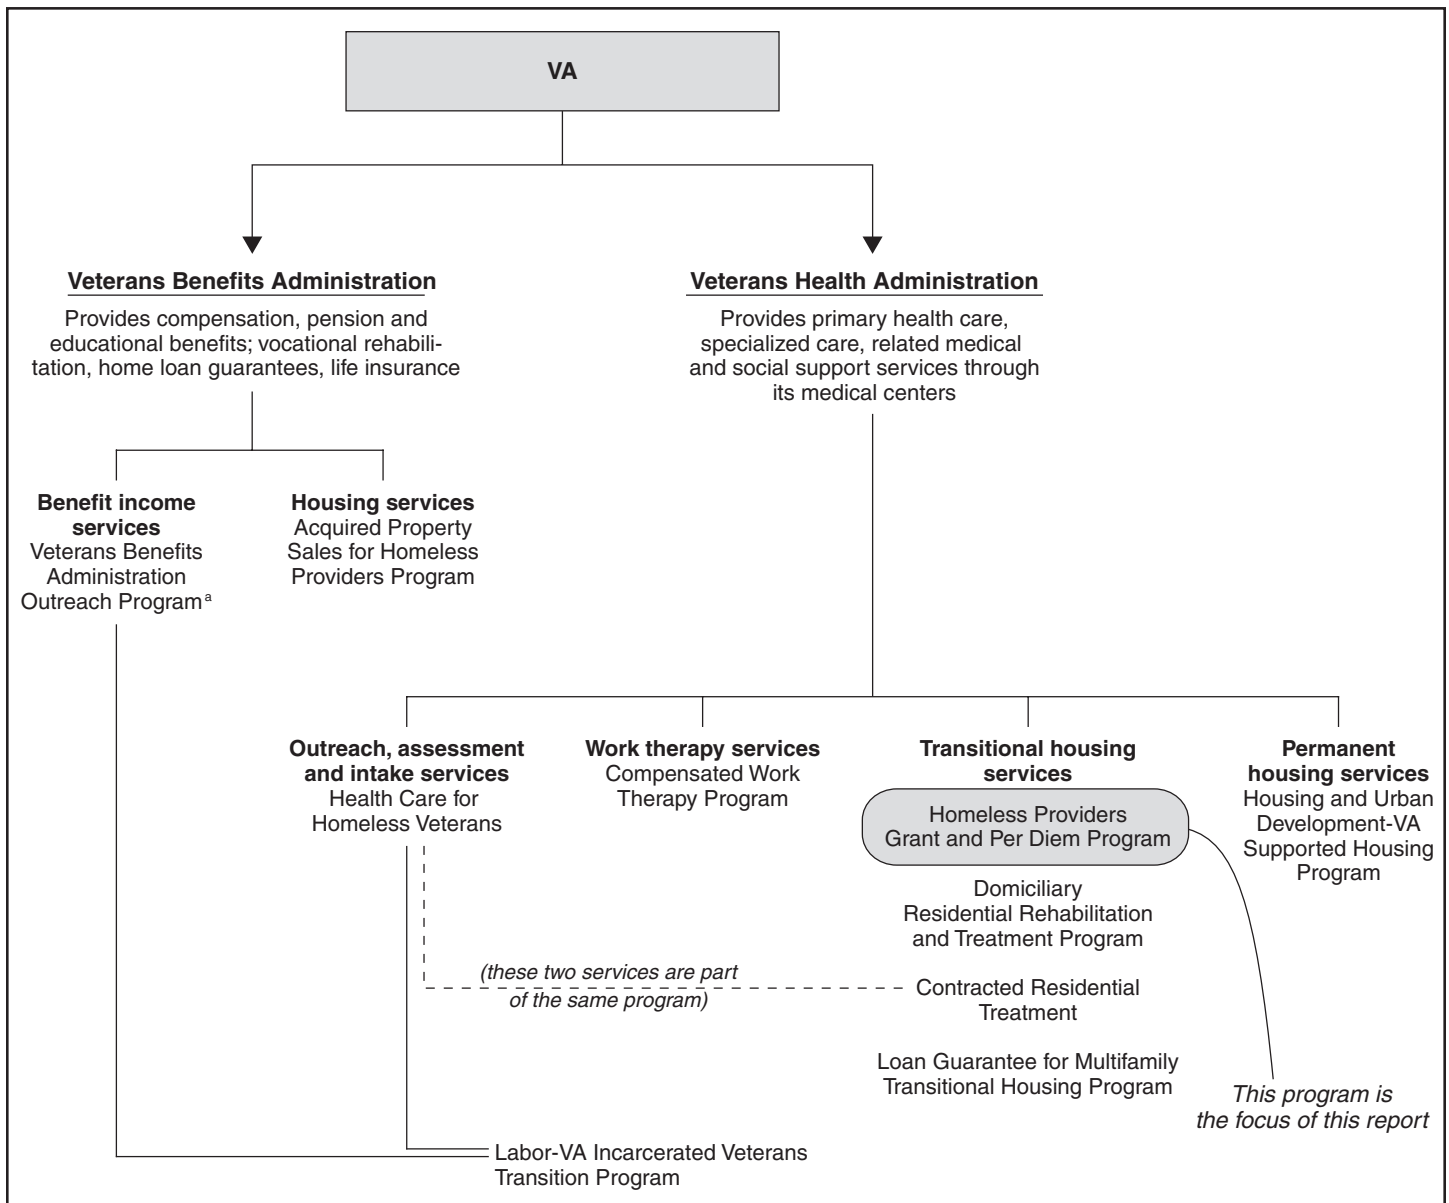 VA
Veterans Benefits Administration
Provides compensation, pension and
educational benefits; vocational rehabili-
tation, home loan guarantees, life insurance
Veterans Health Administration
Provides primary health care,
specialized care, related medical
and social support services through
its medical centers
Benefit income
services
Veterans Benefits
Administration
Outreach Program a
Housing services
Acquired Property
Sales for Homeless
Providers Program
Outreach, assessment
and intake services
Health Care for
Homeless Veterans
Work therapy services
Compensated Work
Therapy Program
Transitional housing
services
Homeless Providers
Grant and Per Diem Program
Domiciliary
Residential Rehabilitation
and Treatment Program
(these two services are part
of the same program)
Contracted Residential
Treatment
Loan Guarantee for Multifamily
Transitional Housing Program
Permanent
housing services
Housing and Urban
Development-VA
Supported Housing
Program
This program is
the focus of this report
Labor-VA Incarcerated Veterans
Transition Program